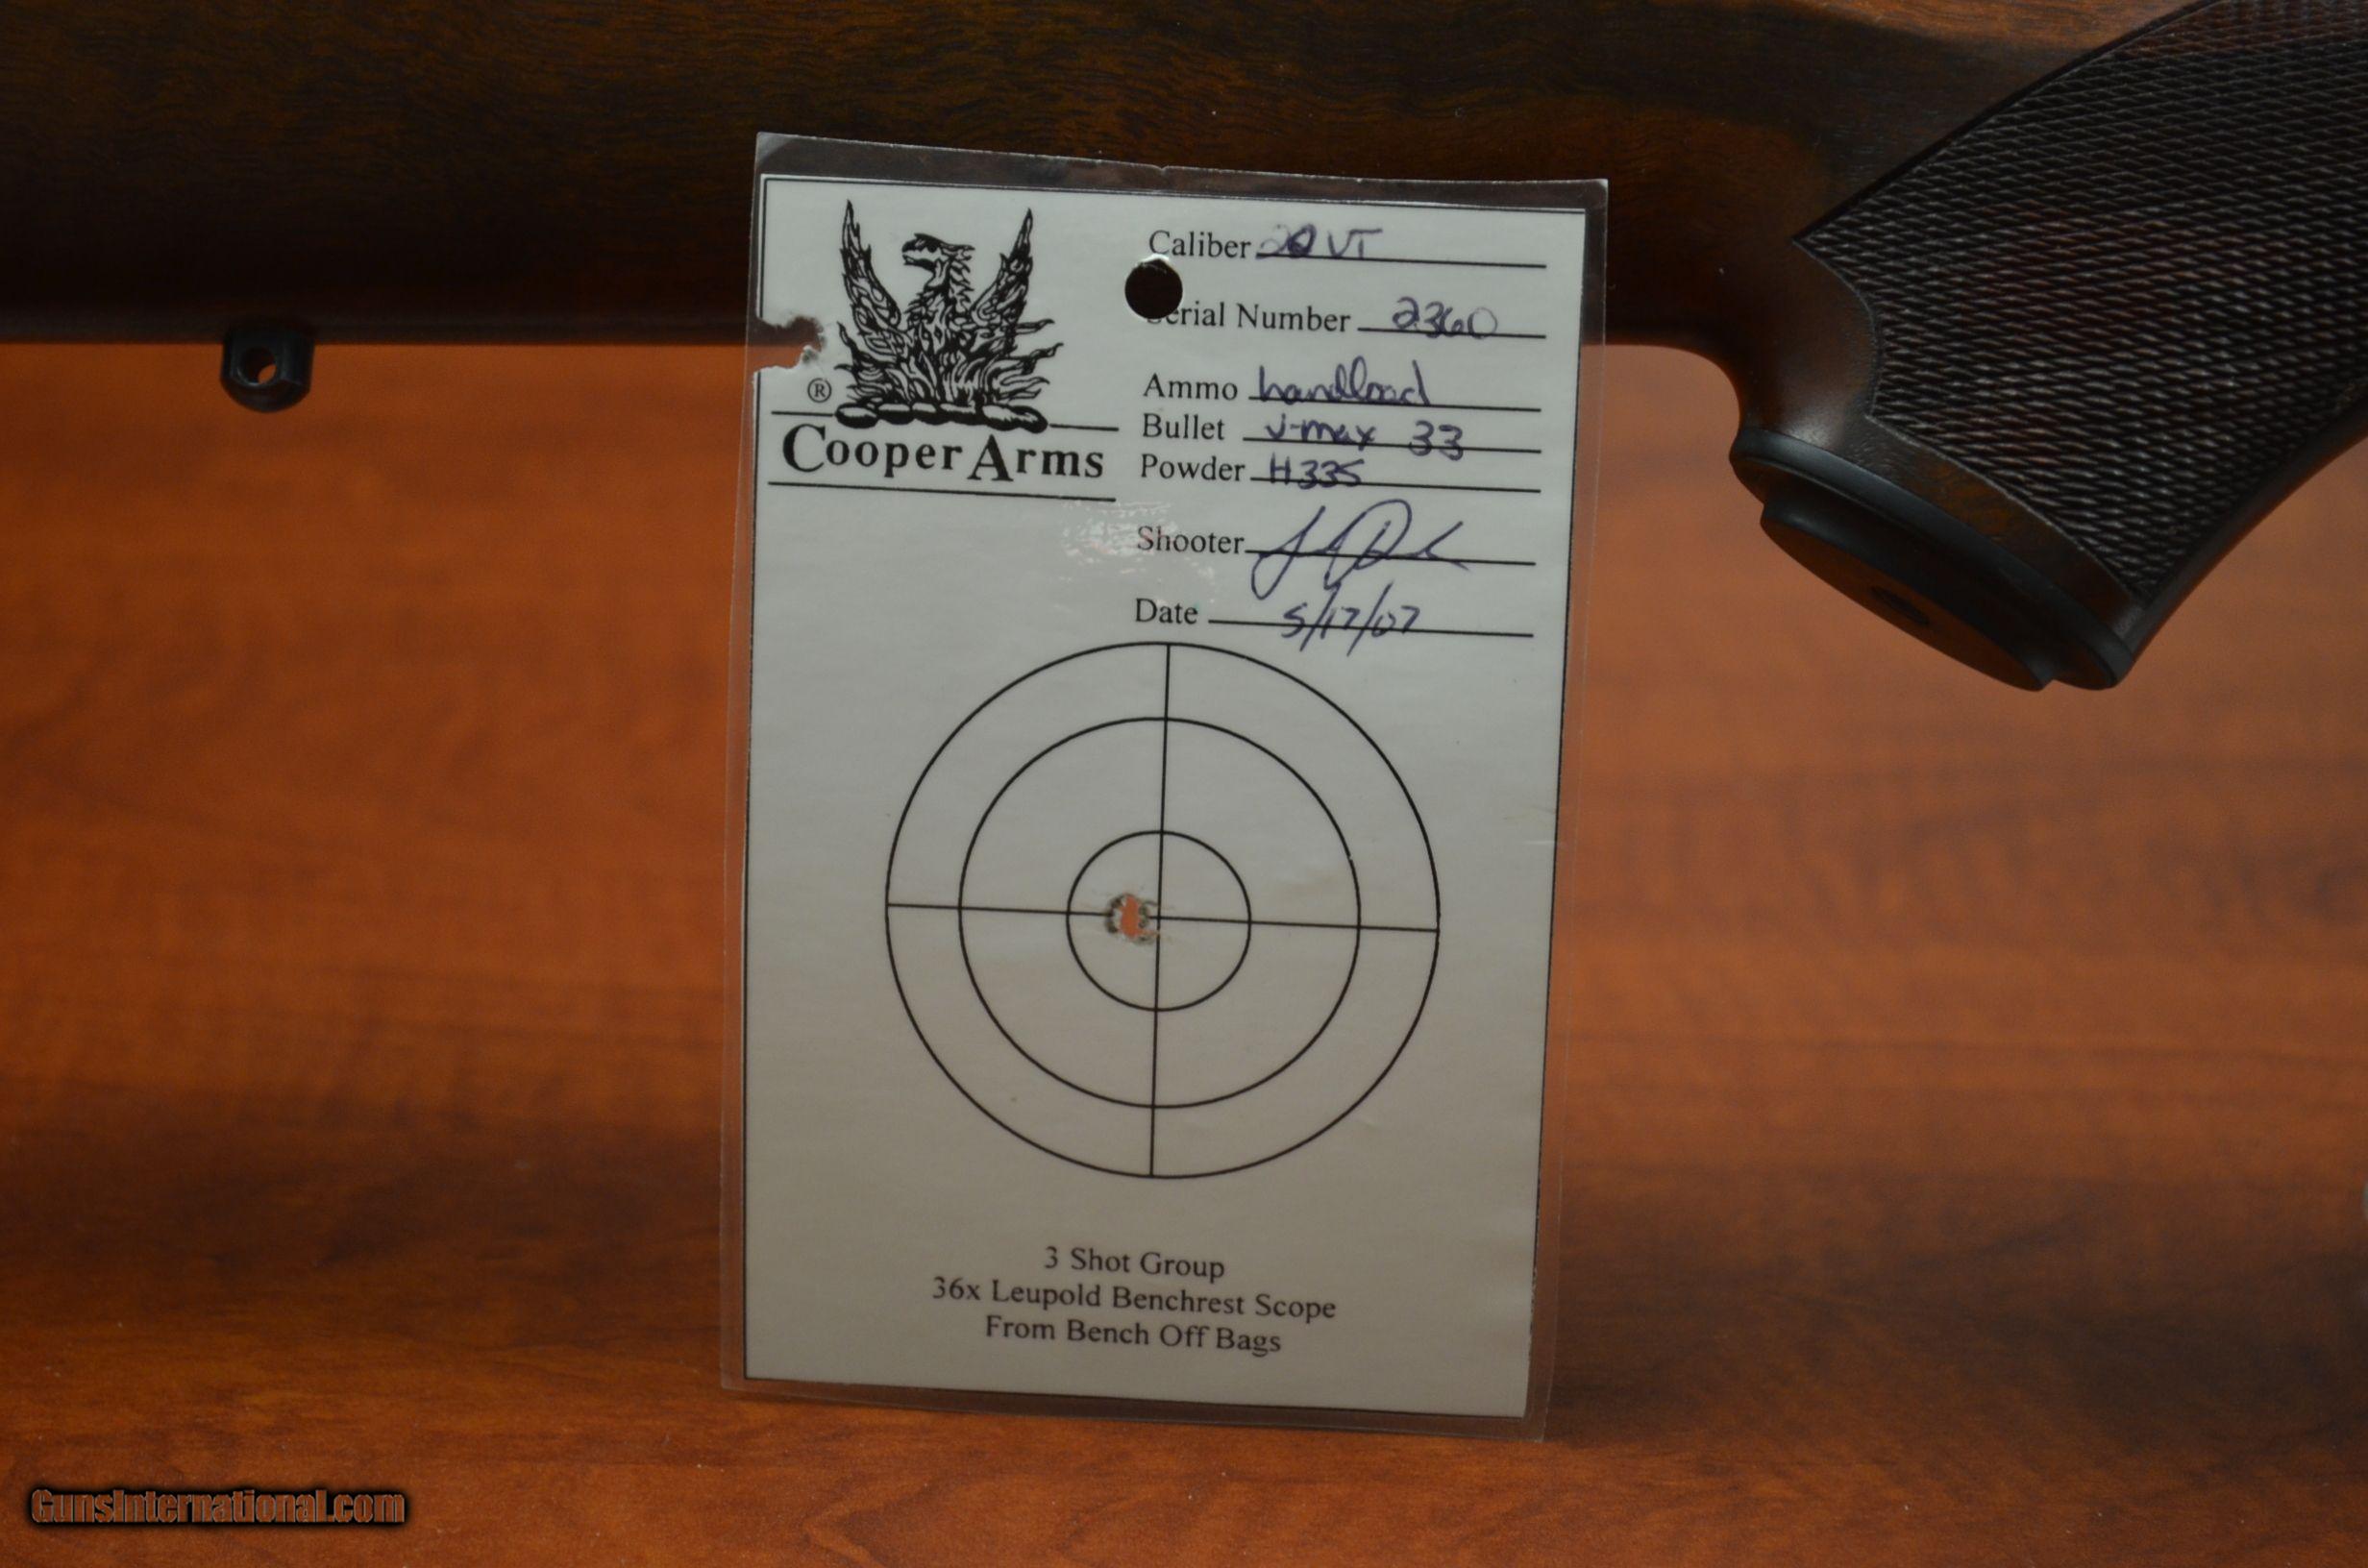 Caliber 20 VT
Serial Number 2360
®
Ammo handload
Cooper Arms
Bullet v-max 33
Powder H335
Shooter
Date 5/17/07
3 Shot Group
36x Leupold Benchrest Scope
From Bench Off Bags
GunsInternational.com